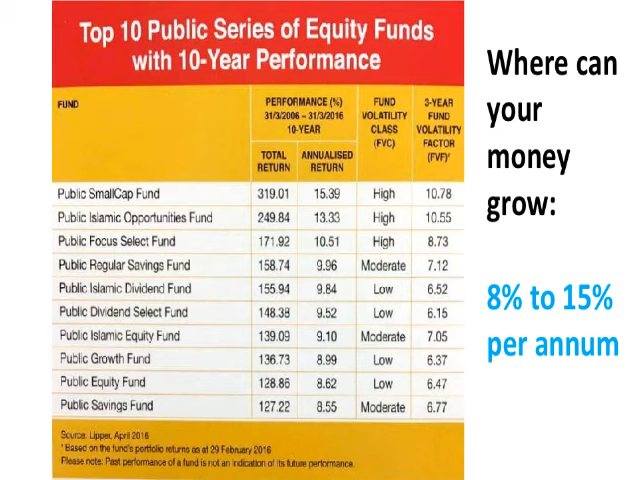 Top 10 Public Series of Equity Funds
with 10-Year Performance
FUND
PERFORMANCE (%)
31/3/2006 – 31/3/2016
10-YEAR
TOTAL RETURN
ANNUALISED RETURN
FUND VOLATILITY CLASS (FVC)
3-YEAR FUND VOLATILITY FACTOR (FVF)¹
Public SmallCap Fund 319.01 15.39 High 10.78
Public Islamic Opportunities Fund 249.84 13.33 High 10.55
Public Focus Select Fund 171.92 10.51 High 8.73
Public Regular Savings Fund 158.74 9.96 Moderate 7.12
Public Islamic Dividend Fund 155.94 9.84 Low 6.52
Public Dividend Select Fund 148.38 9.52 Low 6.15
Public Islamic Equity Fund 139.09 9.10 Moderate 7.05
Public Growth Fund 136.73 8.99 Low 6.37
Public Equity Fund 128.86 8.62 Low 6.47
Public Savings Fund 127.22 8.55 Moderate 6.77
Source: Lipper, April 2016
¹ Based on the fund's portfolio returns as at 29 February 2016
Please note: Past performance of a fund is not an indication of its future performance.
Where can
your
money
grow:
8% to 15%
per annum